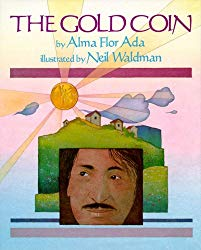 THE GOLD COIN
by Alma Flor Ada
illustrated by Neil Waldman